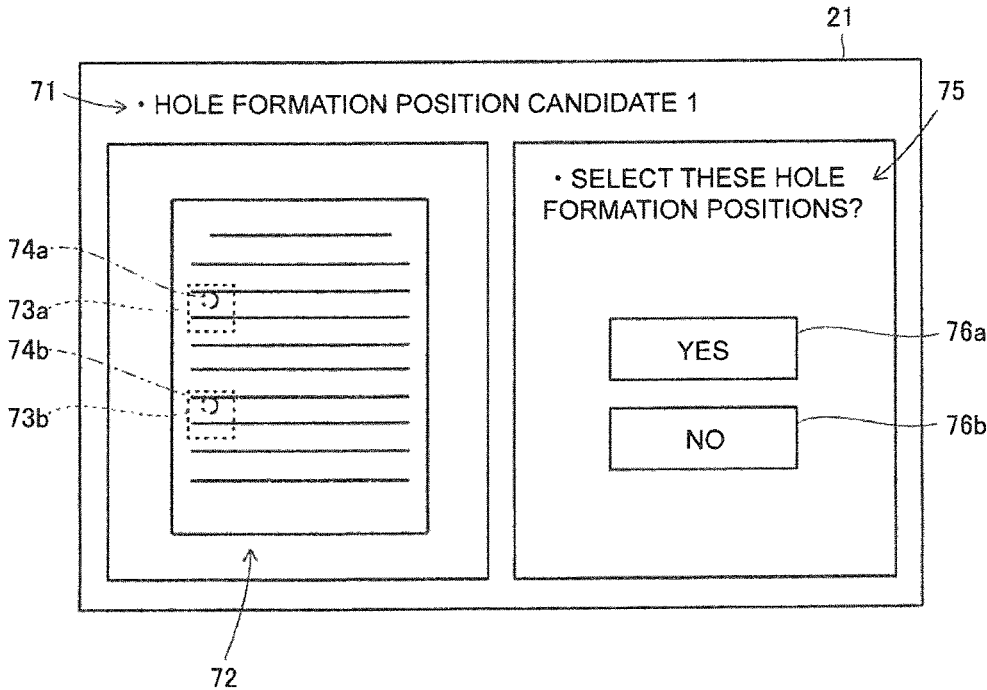 21
71
· HOLE FORMATION POSITION CANDIDATE 1
75
· SELECT THESE HOLE
FORMATION POSITIONS?
74a
73a
74b
73b
YES
76a
NO
76b
72